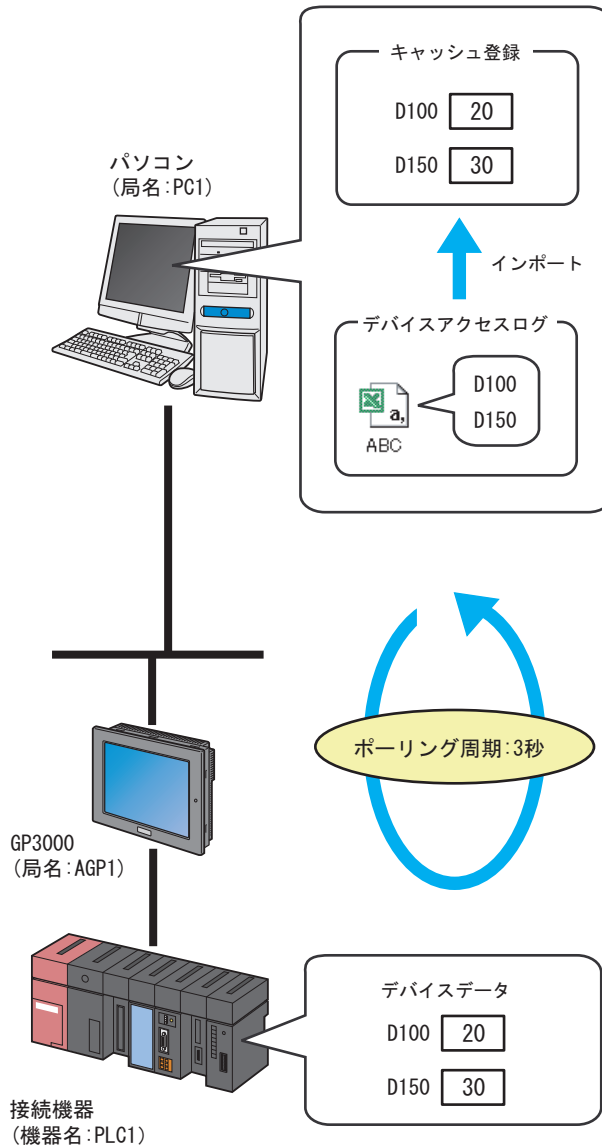 キャッシュ登録
D100 20
D150 30
パソコン
(局名:PC1)
インポート
デバイスアクセスログ
a,
ABC
D100
D150
ポーリング周期:3秒
GP3000
(局名:AGP1)
デバイスデータ
D100 20
D150 30
接続機器
(機器名:PLC1)